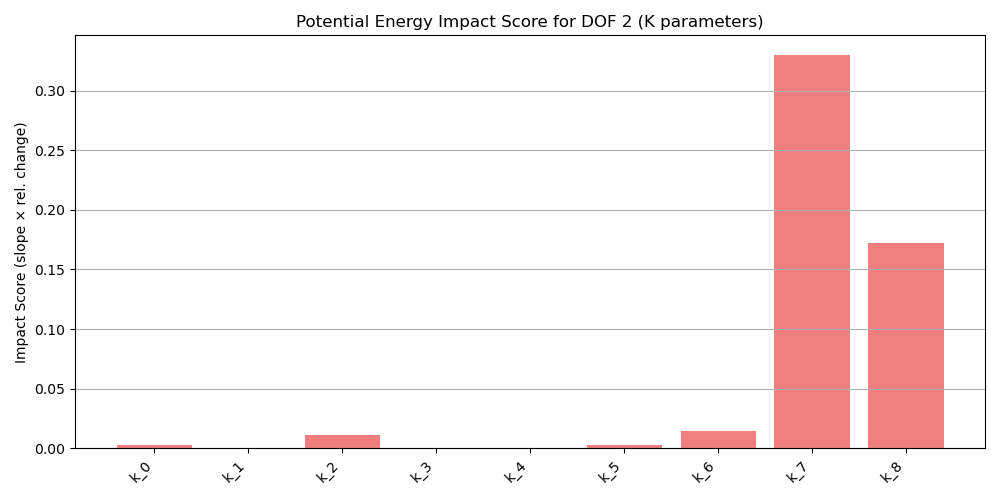 Potential Energy Impact Score for DOF 2 (K parameters)
Impact Score (slope × rel. change)
0.30
0.25
0.20
0.15
0.10
0.05
0.00
k_0 k_1 k_2 k_3 k_4 k_5 k_6 k_7 k_8